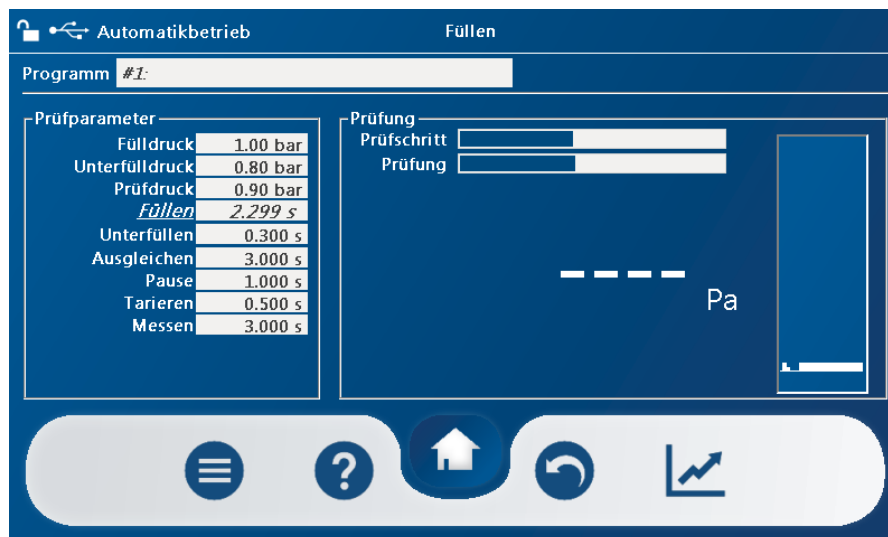 Automatikbetrieb Füllen
Programm #1:
Prüfparameter
Fülldruck 1.00 bar
Unterfülldruck 0.80 bar
Prüfdruck 0.90 bar
Füllen 2.299 s
Unterfüllen 0.300 s
Ausgleichen 3.000 s
Pause 1.000 s
Tarieren 0.500 s
Messen 3.000 s
Prüfung
Prüfschritt
Prüfung
– – – –
Pa
?